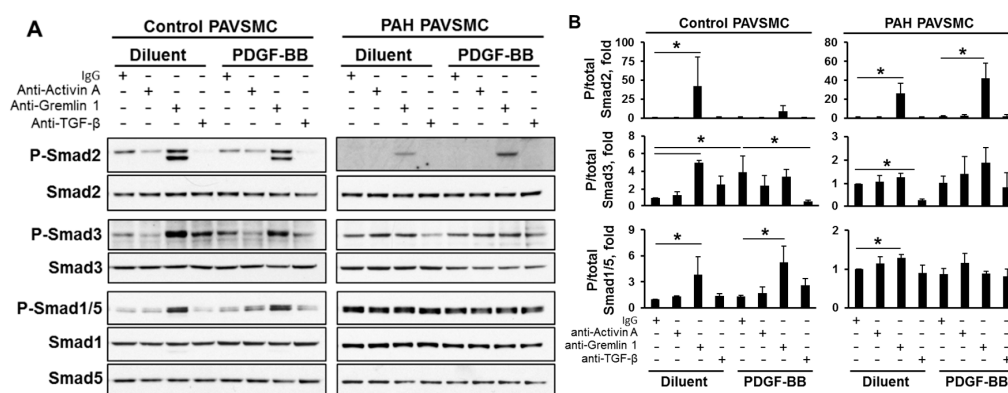 A
Control PAVSMC
PAH PAVSMC
Diluent
PDGF-BB
Diluent
PDGF-BB
IgG + - - - + - - - + - - - + - - -
Anti-Activin A - + - - - + - - - + - - - + - -
Anti-Gremlin 1 - - + - - - + - - - + - - - + -
Anti-TGF-β - - - + - - - + - - - + - - - +
P-Smad2
Smad2
P-Smad3
Smad3
P-Smad1/5
Smad1
Smad5
B
Control PAVSMC
PAH PAVSMC
P/total
Smad2, fold
100
75
50
25
0
*
80
60
40
20
0
*
*
P/total
Smad3, fold
8
6
4
2
0
*
*
3
2
1
0
*
P/total
Smad1/5, fold
8
6
4
2
0
*
*
2
1
0
*
IgG + - - - + - - - + - - - + - - -
anti-Activin A - + - - - + - - - + - - - + - -
anti-Gremlin 1 - - + - - - + - - - + - - - + -
anti-TGF-β - - - + - - - + - - - + - - - +
Diluent
PDGF-BB
Diluent
PDGF-BB